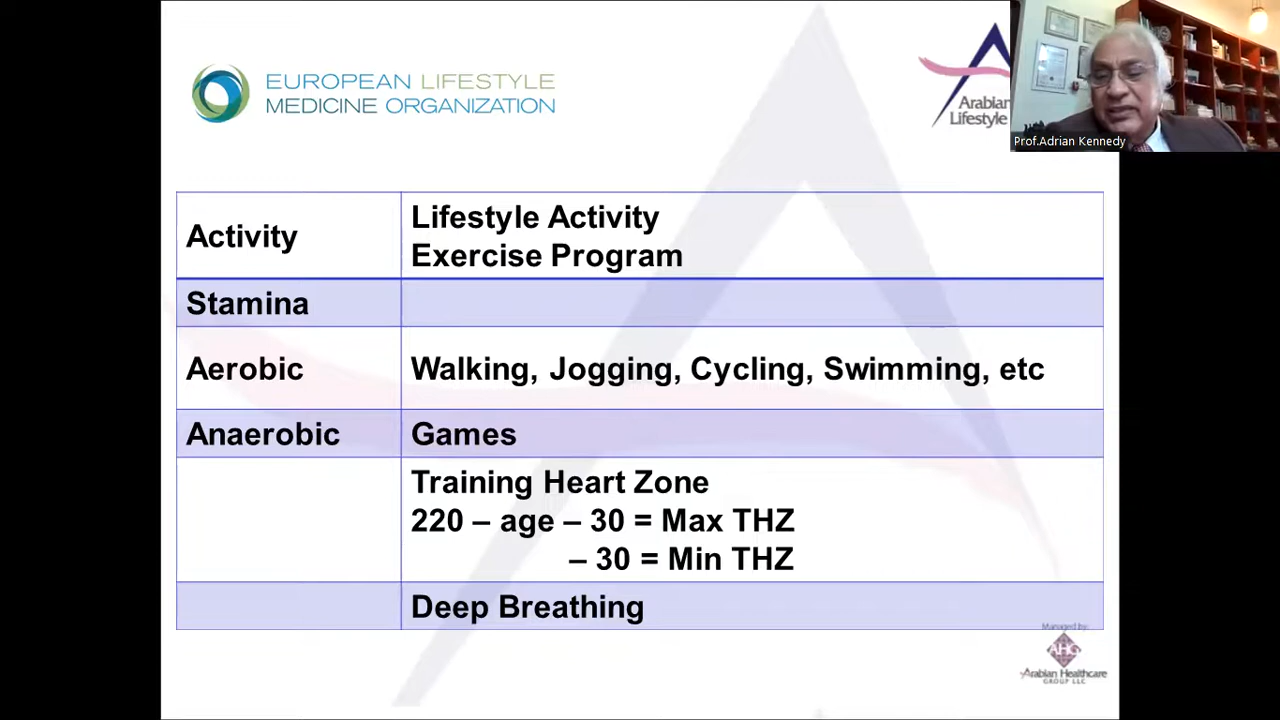 EUROPEAN LIFESTYLE
MEDICINE ORGANIZATION
Arabian
Lifestyle
Prof.Adrian Kennedy
Activity
Lifestyle Activity
Exercise Program
Stamina
Aerobic
Walking, Jogging, Cycling, Swimming, etc
Anaerobic
Games
Training Heart Zone
220 – age – 30 = Max THZ
– 30 = Min THZ
Deep Breathing
Managed by:
AHG
Arabian Healthcare
GROUP LLC